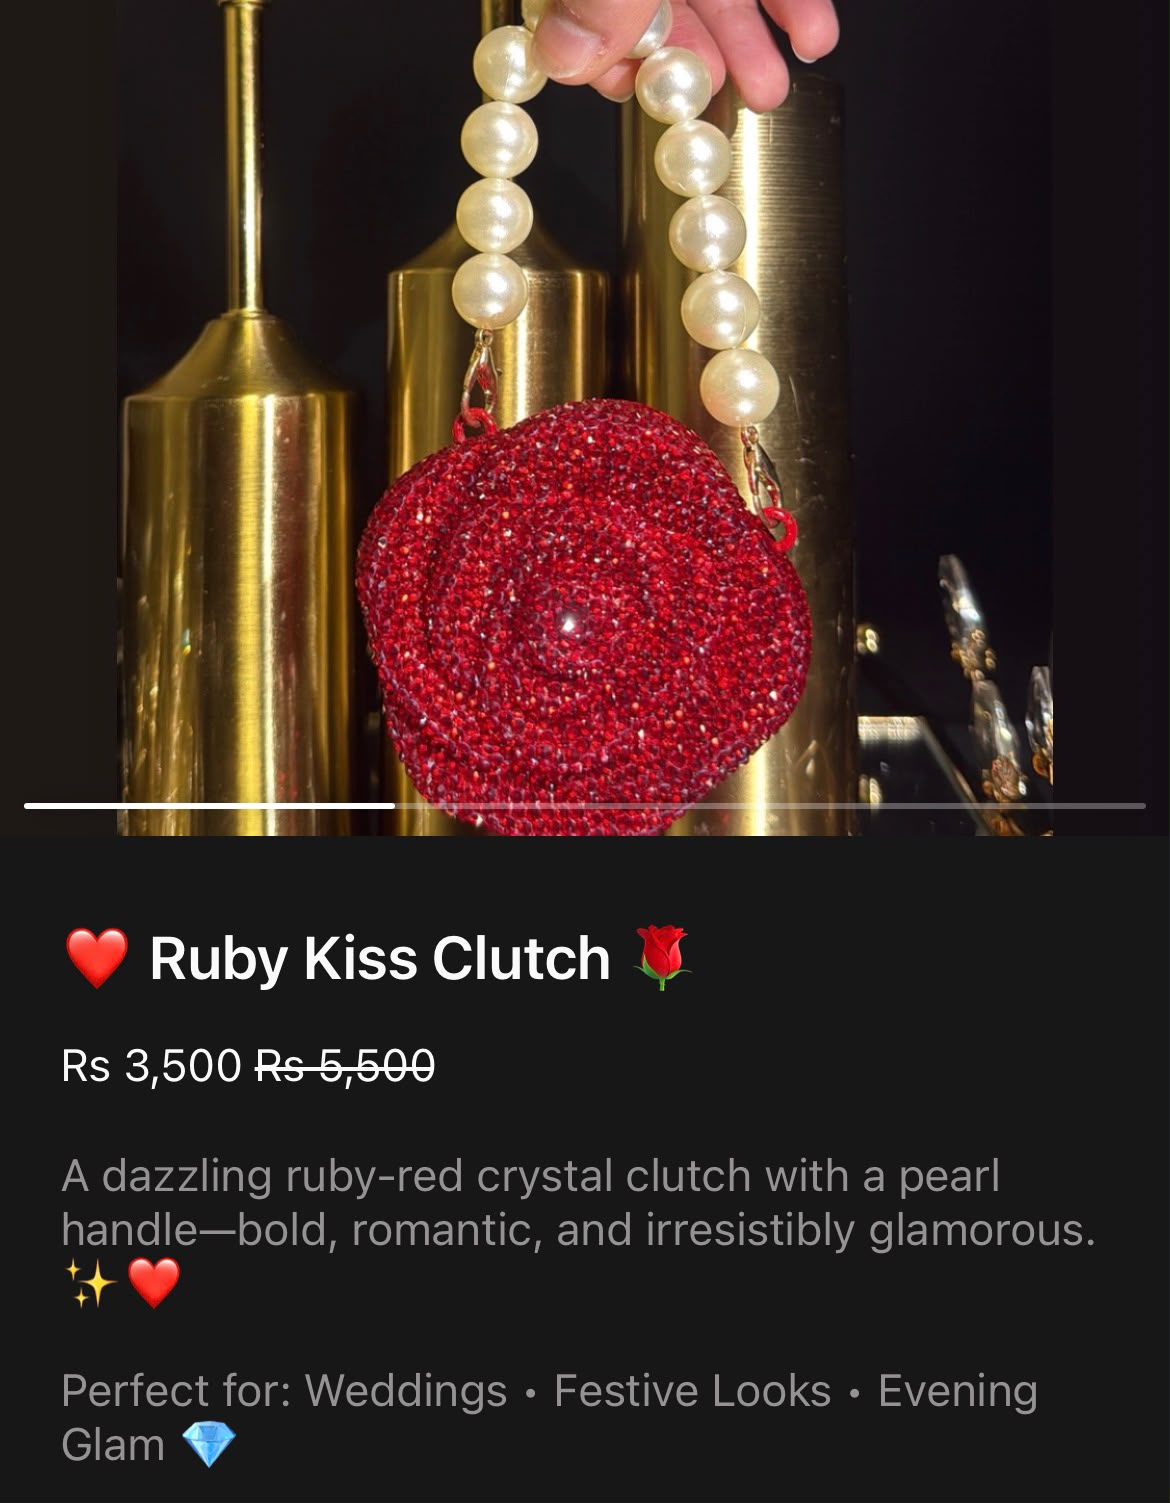 ❤️ Ruby Kiss Clutch 🌹
Rs 3,500 Rs 5,500
A dazzling ruby-red crystal clutch with a pearl
handle—bold, romantic, and irresistibly glamorous.
✨❤️
Perfect for: Weddings • Festive Looks • Evening
Glam 💎